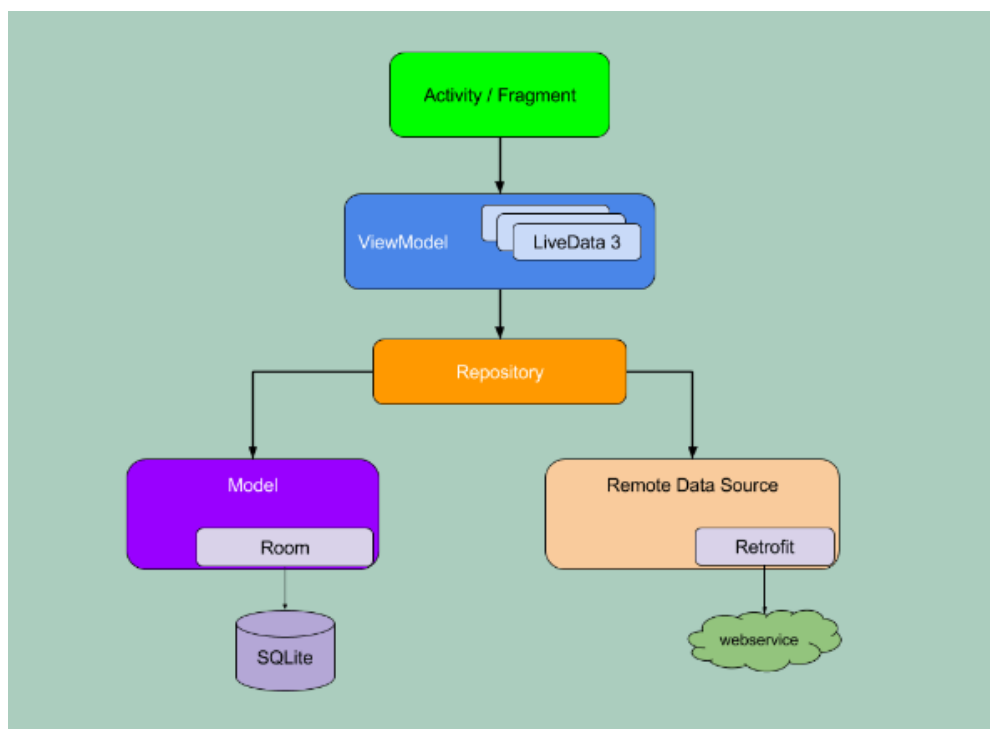 Activity / Fragment
ViewModel
LiveData 3
Repository
Model
Remote Data Source
Room
Retrofit
SQLite
webservice